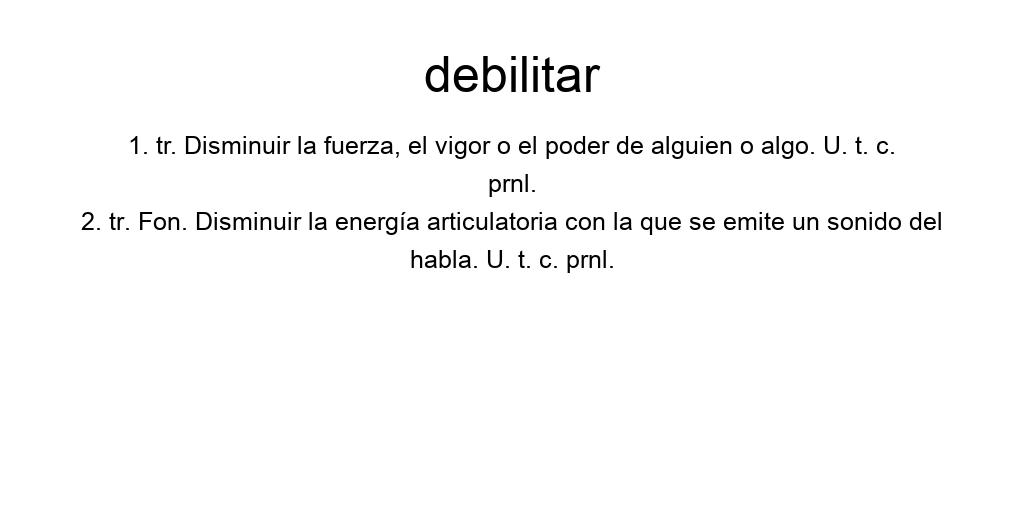 debilitar
1. tr. Disminuir la fuerza, el vigor o el poder de alguien o algo. U. t. c.
prnl.
2. tr. Fon. Disminuir la energía articulatoria con la que se emite un sonido del
habla. U. t. c. prnl.